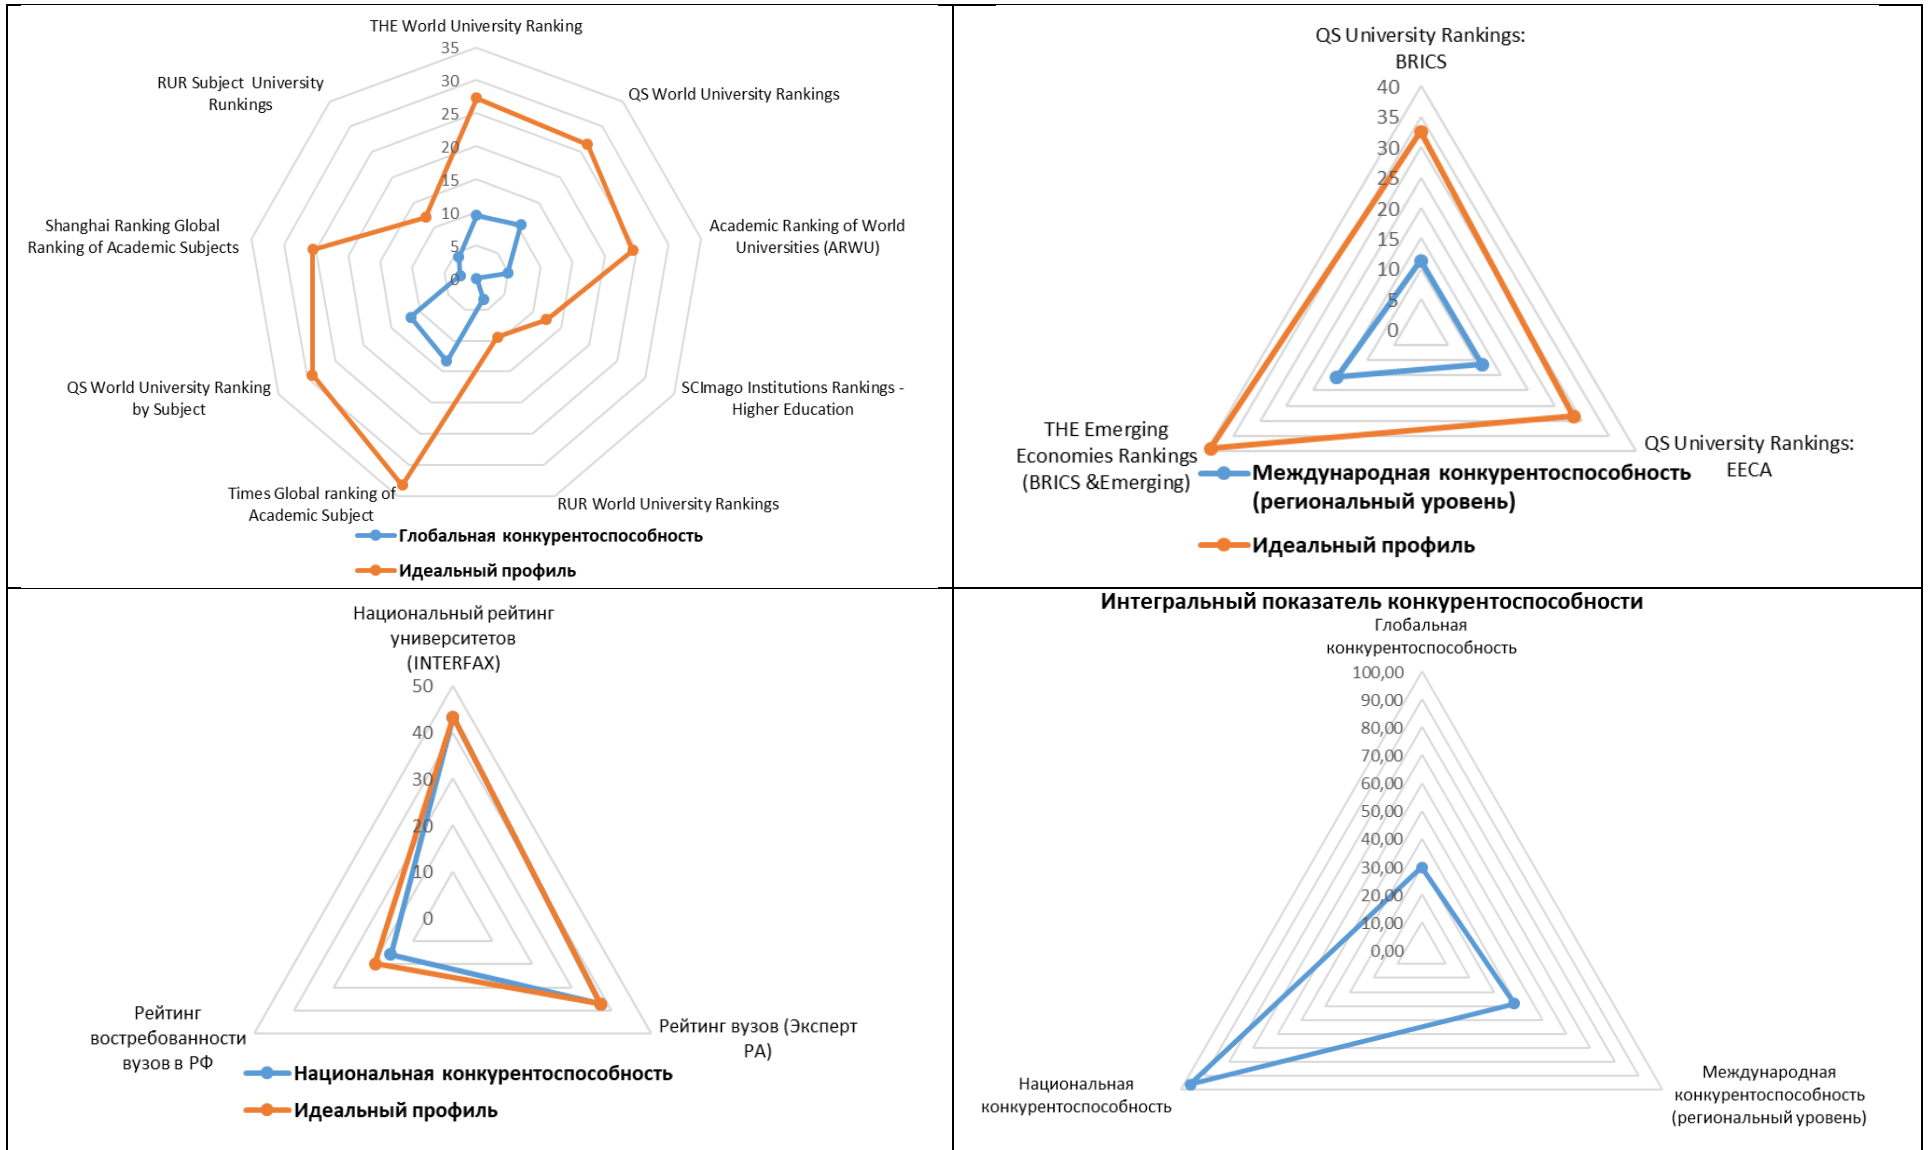 THE World University Ranking
35
30
25
20
15
10
5
0
QS World University Rankings
Academic Ranking of World
Universities (ARWU)
SCImago Institutions Rankings -
Higher Education
RUR World University Rankings
Times Global ranking of
Academic Subject
QS World University Ranking
by Subject
Shanghai Ranking Global
Ranking of Academic Subjects
RUR Subject University
Runkings
Глобальная конкурентоспособность
Идеальный профиль
QS University Rankings:
BRICS
40
35
30
25
20
15
10
5
0
QS University Rankings:
EECA
THE Emerging
Economies Rankings
(BRICS &Emerging)
Международная конкурентоспособность
(региональный уровень)
Идеальный профиль
Национальный рейтинг
университетов
(INTERFAX)
50
40
30
20
10
0
Рейтинг вузов (Эксперт
РА)
Рейтинг
востребованности
вузов в РФ
Национальная конкурентоспособность
Идеальный профиль
Интегральный показатель конкурентоспособности
Глобальная
конкурентоспособность
100,00
90,00
80,00
70,00
60,00
50,00
40,00
30,00
20,00
10,00
0,00
Международная
конкурентоспособность
(региональный уровень)
Национальная
конкурентоспособность